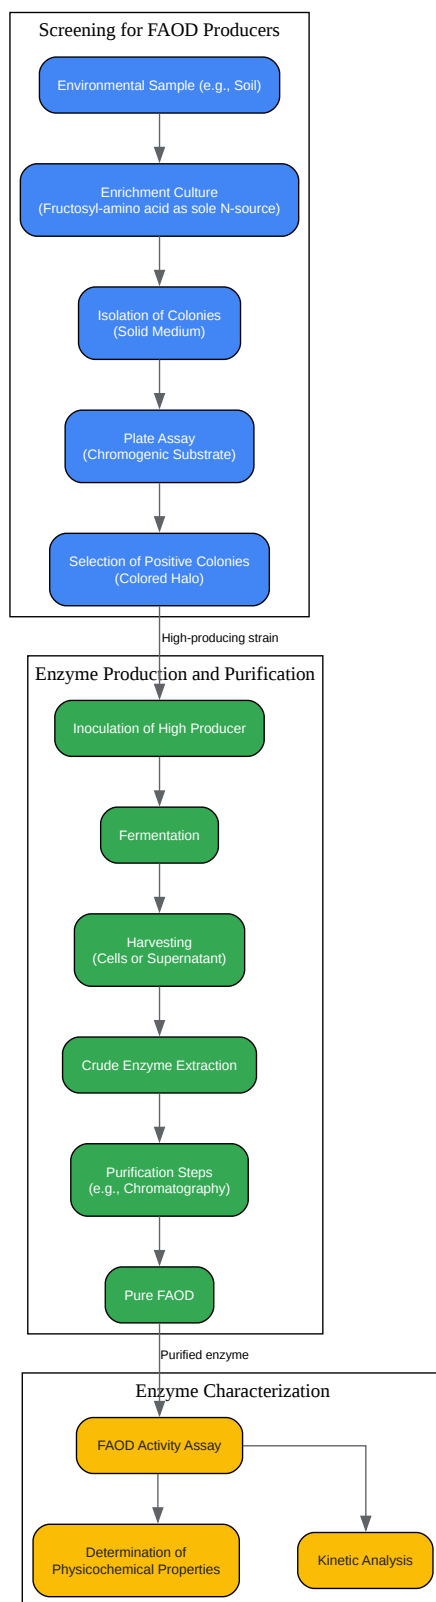 Screening for FAOD Producers
Environmental Sample (e.g., Soil)
Enrichment Culture
(Fructosyl-amino acid as sole N-source)
Isolation of Colonies
(Solid Medium)
Plate Assay
(Chromogenic Substrate)
Selection of Positive Colonies
(Colored Halo)
High-producing strain
Enzyme Production and Purification
Inoculation of High Producer
Fermentation
Harvesting
(Cells or Supernatant)
Crude Enzyme Extraction
Purification Steps
(e.g., Chromatography)
Pure FAOD
Purified enzyme
Enzyme Characterization
FAOD Activity Assay
Determination of
Physicochemical Properties
Kinetic Analysis